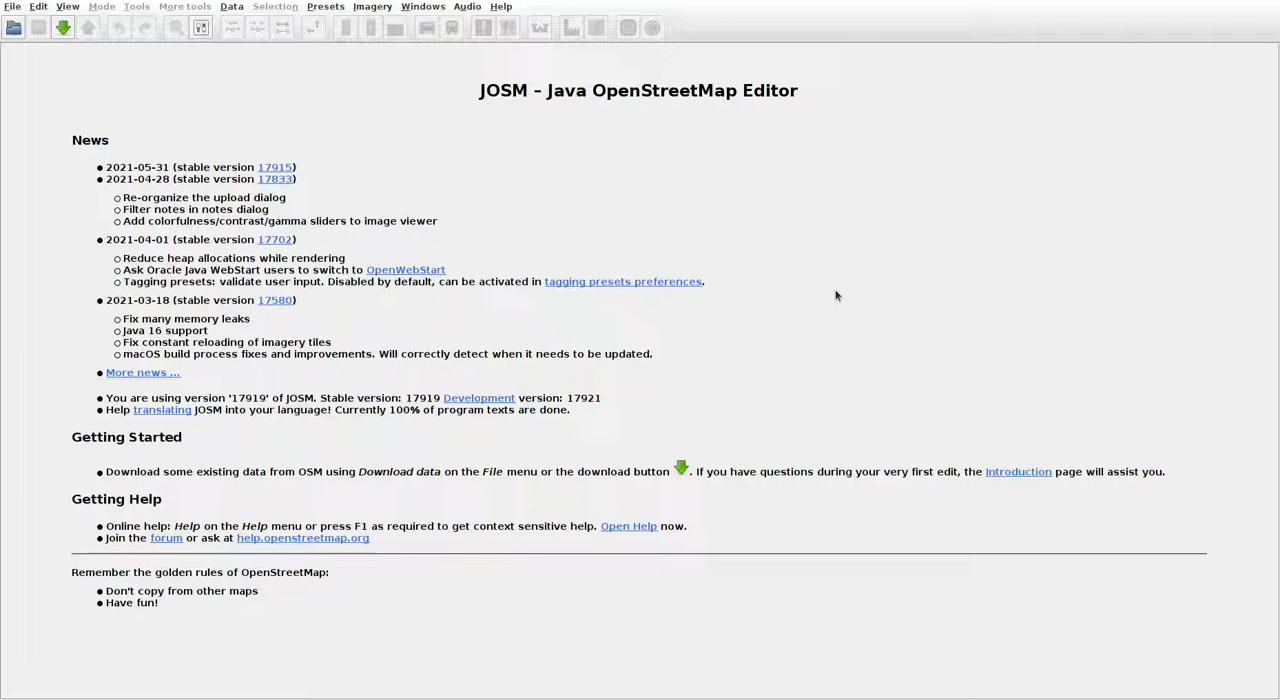 File Edit View Mode Tools More tools Data Selection Presets Imagery Windows Audio Help
JOSM – Java OpenStreetMap Editor
News
2021-05-31 (stable version 17915)
2021-04-28 (stable version 17833)
Re-organize the upload dialog
Filter notes in notes dialog
Add colorfulness/contrast/gamma sliders to image viewer
2021-04-01 (stable version 17702)
Reduce heap allocations while rendering
Ask Oracle Java WebStart users to switch to OpenWebStart
Tagging presets: validate user input. Disabled by default, can be activated in tagging presets preferences.
2021-03-18 (stable version 17580)
Fix many memory leaks
Java 16 support
Fix constant reloading of imagery tiles
macOS build process fixes and improvements. Will correctly detect when it needs to be updated.
More news ...
You are using version '17919' of JOSM. Stable version: 17919 Development version: 17921
Help translating JOSM into your language! Currently 100% of program texts are done.
Getting Started
Download some existing data from OSM using Download data on the File menu or the download button . If you have questions during your very first edit, the Introduction page will assist you.
Getting Help
Online help: Help on the Help menu or press F1 as required to get context sensitive help. Open Help now.
Join the forum or ask at help.openstreetmap.org
Remember the golden rules of OpenStreetMap:
Don't copy from other maps
Have fun!